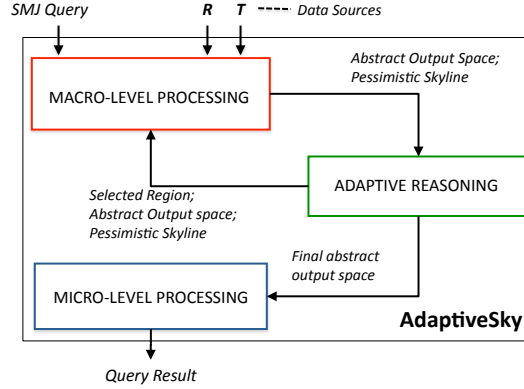 SMJ Query
R T Data Sources
Abstract Output Space;
Pessimistic Skyline
MACRO-LEVEL PROCESSING
ADAPTIVE REASONING
Selected Region;
Abstract Output space;
Pessimistic Skyline
Final abstract
output space
MICRO-LEVEL PROCESSING
AdaptiveSky
Query Result